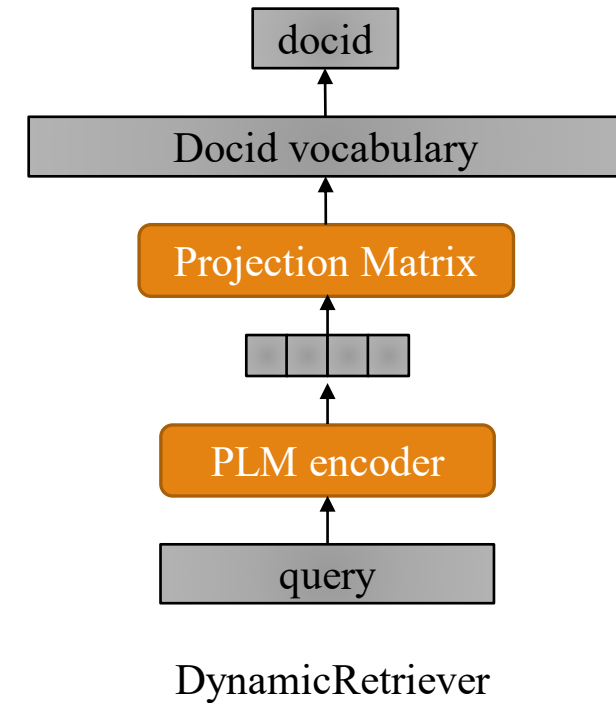 docid
Docid vocabulary
Projection Matrix
PLM encoder
query
DynamicRetriever